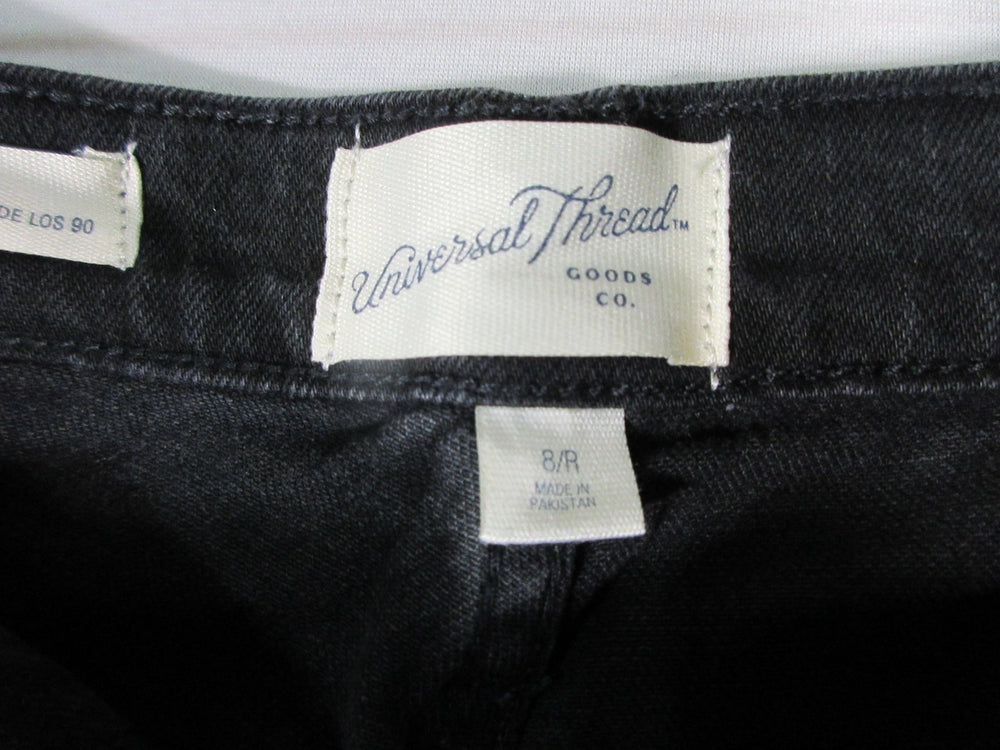 DE LOS 90
Universal Thread™
GOODS
CO.
8/R
MADE IN
PAKISTAN